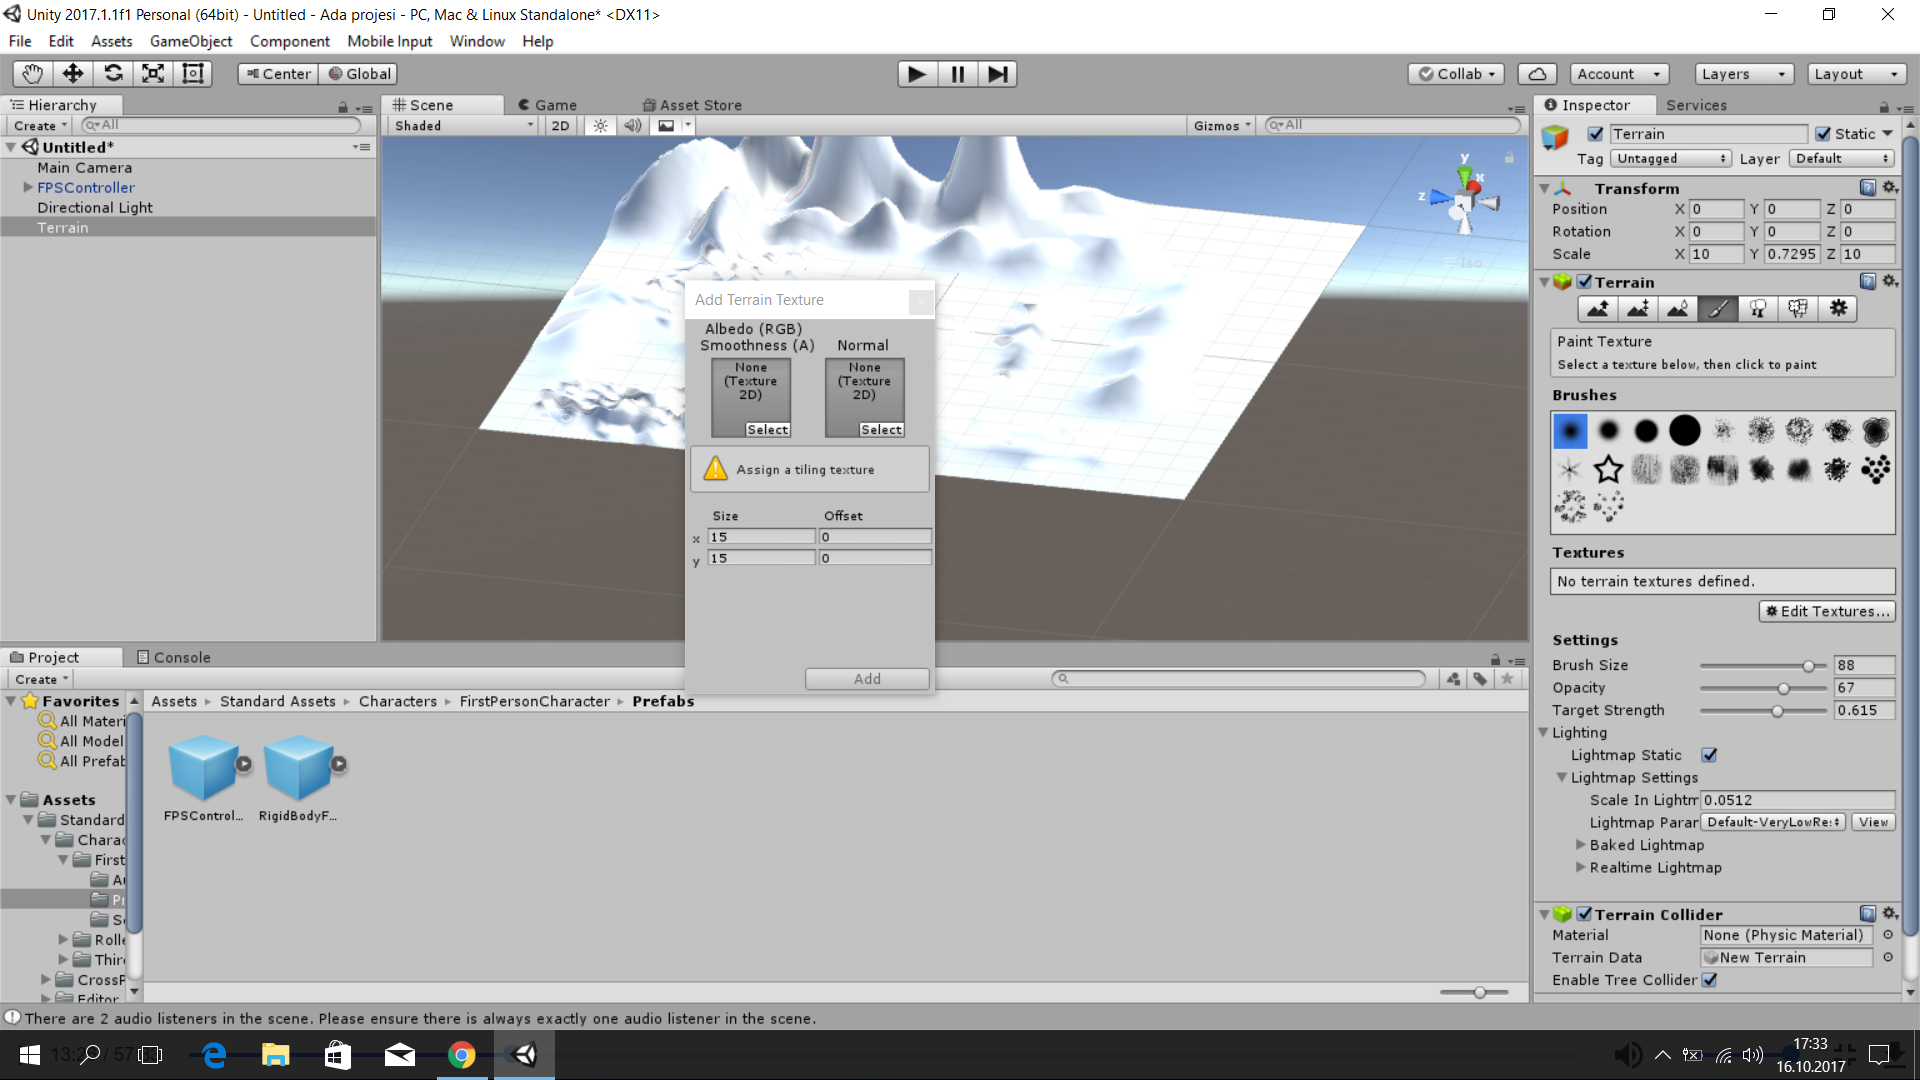 Unity 2017.1.1f1 Personal (64bit) - Untitled - Ada projesi - PC, Mac & Linux Standalone* <DX11>
File Edit Assets GameObject Component Mobile Input Window Help
Center Global
Collab Account Layers Layout
Hierarchy
Create All
Untitled*
Main Camera
FPSController
Directional Light
Terrain
Scene Game Asset Store
Shaded 2D Gizmos All
y
x
z
Iso
Add Terrain Texture
Albedo (RGB)
Smoothness (A) Normal
None
(Texture
2D)
Select
None
(Texture
2D)
Select
Assign a tiling texture
Size Offset
x 15 0
y 15 0
Add
Inspector Services
Terrain Static
Tag Untagged Layer Default
Transform
Position X 0 Y 0 Z 0
Rotation X 0 Y 0 Z 0
Scale X 10 Y 0.7295 Z 10
Terrain
Paint Texture
Select a texture below, then click to paint
Brushes
Textures
No terrain textures defined.
Edit Textures...
Settings
Brush Size 88
Opacity 67
Target Strength 0.615
Lighting
Lightmap Static
Lightmap Settings
Scale In Lightm 0.0512
Lightmap Parar Default-VeryLowRe: View
Baked Lightmap
Realtime Lightmap
Terrain Collider
Material None (Physic Material)
Terrain Data New Terrain
Enable Tree Collider
Project Console
Create
Favorites
All Materi
All Model
All Prefab
Assets
Standard
Charac
First
Au
Pr
Sc
Rolle
Thir
CrossP
Editor
Assets Standard Assets Characters FirstPersonCharacter Prefabs
FPSControl... RigidBodyF...
There are 2 audio listeners in the scene. Please ensure there is always exactly one audio listener in the scene.
17:33
16.10.2017